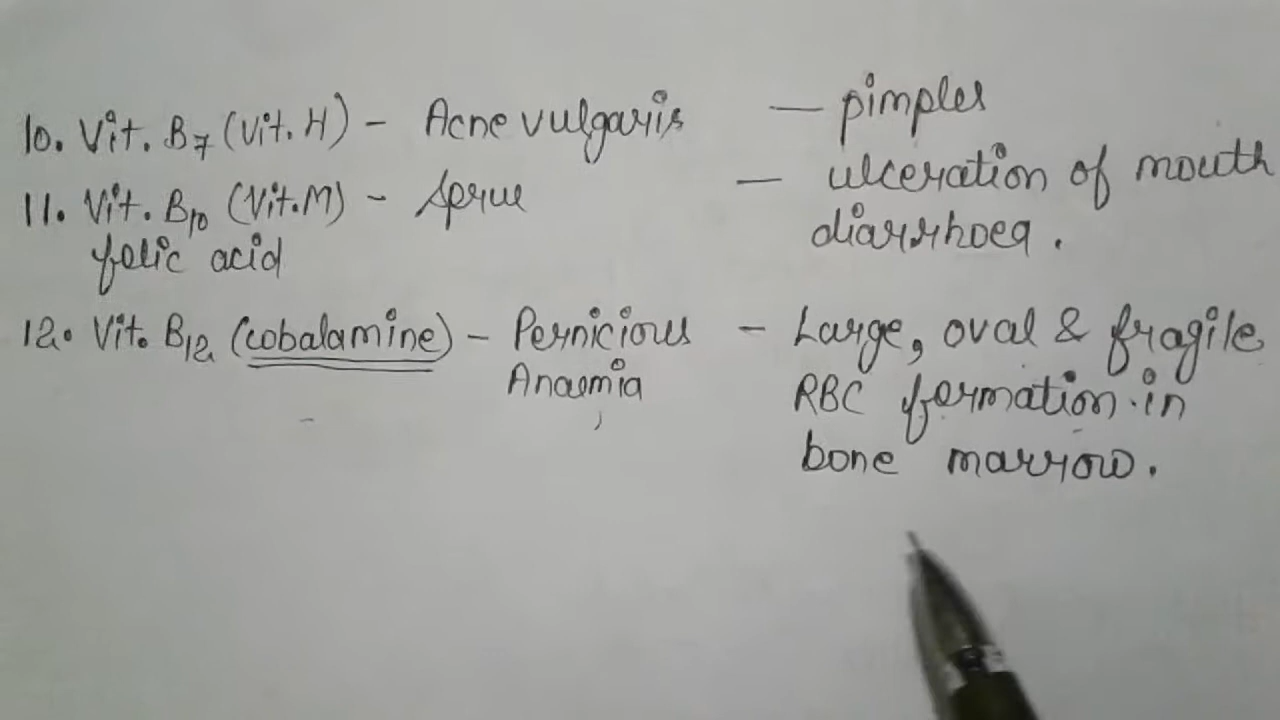 10. Vit. B7 (Vit. H) - Acne vulgaris — pimples
11. Vit. B10 (Vit. M) - Sprue — ulceration of mouth
folic acid diarrhoea.
12. Vit. B12 (cobalamine) - Pernicious - Large, oval & fragile
Anaemia RBC formation in
bone marrow.